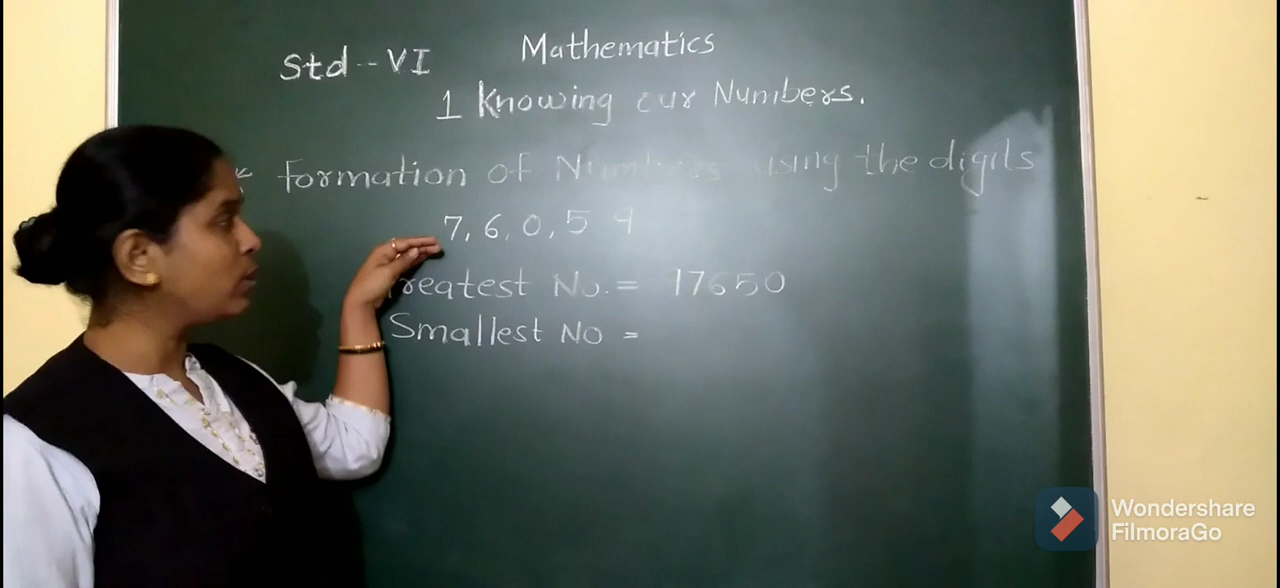 Std - VI Mathematics
1 Knowing our Numbers.
* Formation of Numbers using the digits
7, 6, 0, 5 9
Greatest No. = 17650
Smallest No =
Wondershare
FilmoraGo